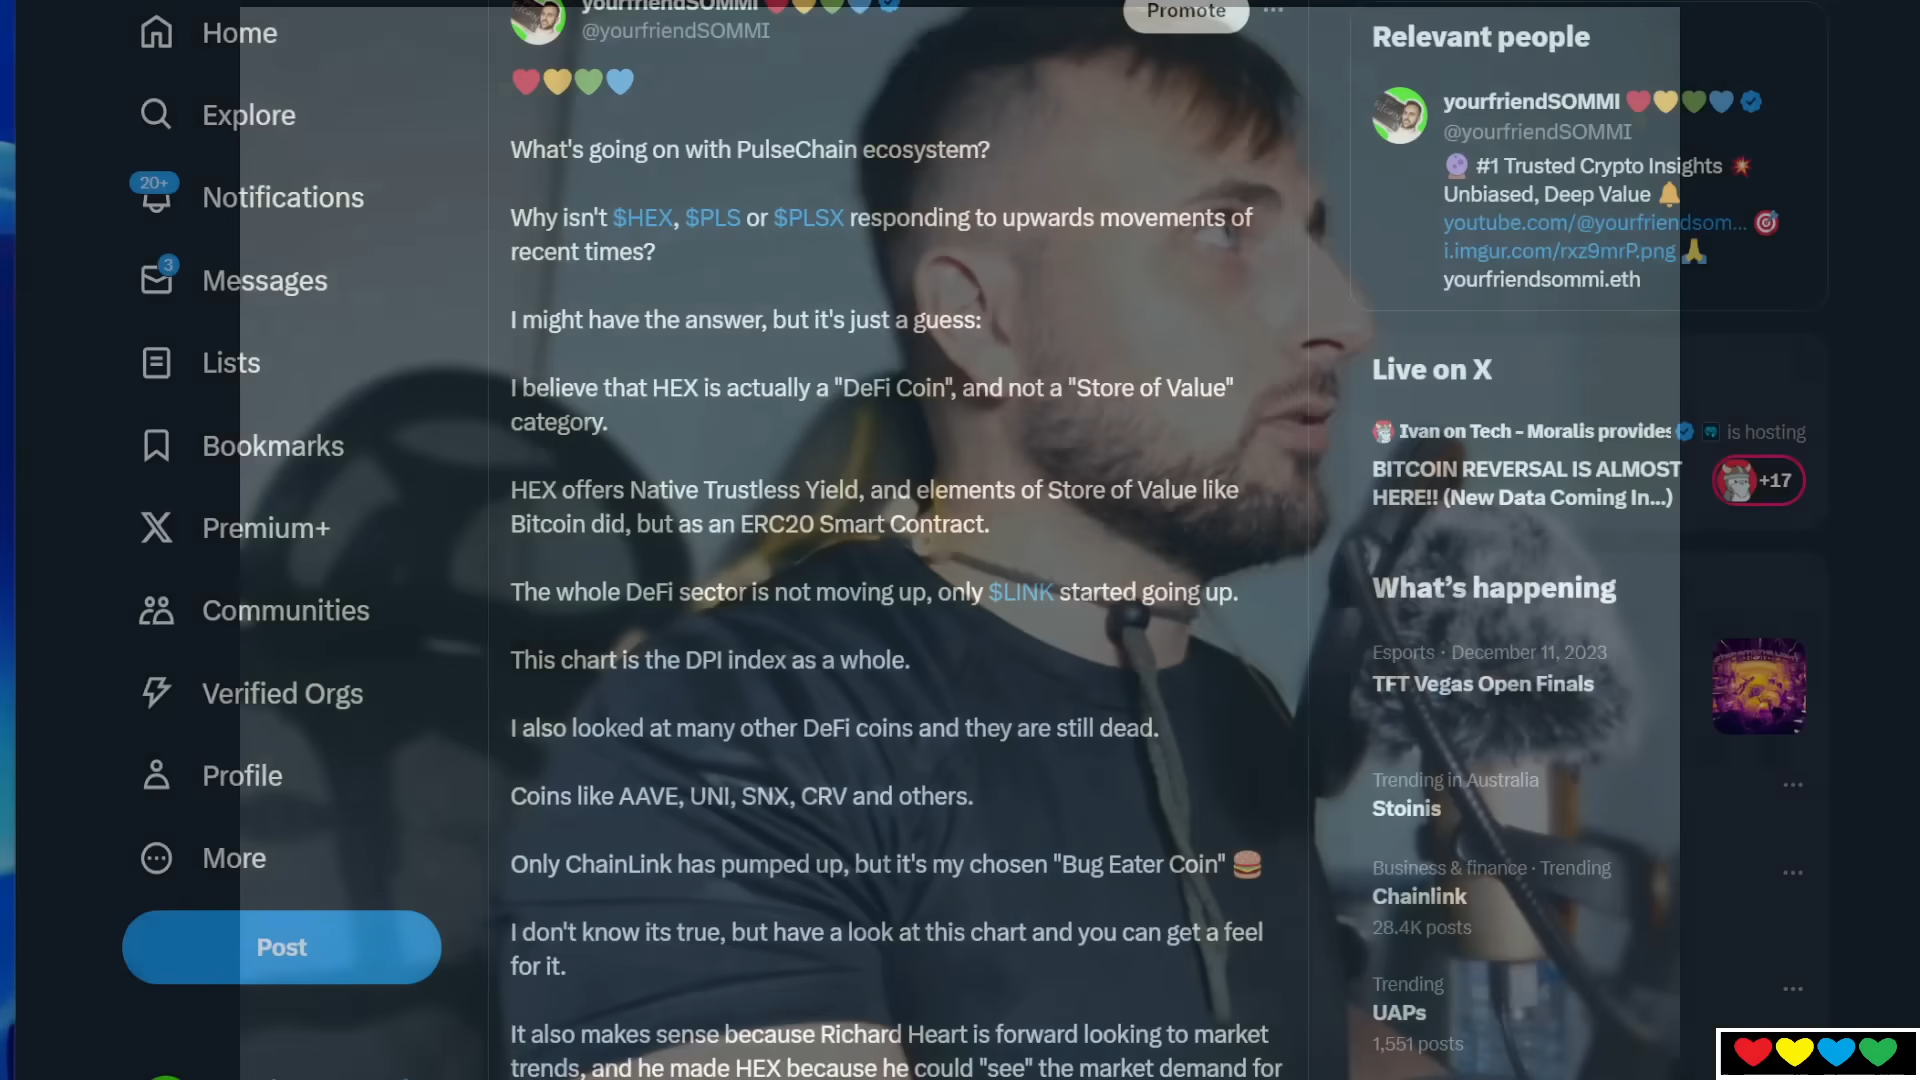 Home
Explore
20+
Notifications
3
Messages
Lists
Bookmarks
Premium+
Communities
Verified Orgs
Profile
More
Post
yourfriendSOMMI
@yourfriendSOMMI
Promote
What's going on with PulseChain ecosystem?
Why isn't $HEX, $PLS or $PLSX responding to upwards movements of
recent times?
I might have the answer, but it's just a guess:
I believe that HEX is actually a "DeFi Coin", and not a "Store of Value"
category.
HEX offers Native Trustless Yield, and elements of Store of Value like
Bitcoin did, but as an ERC20 Smart Contract.
The whole DeFi sector is not moving up, only $LINK started going up.
This chart is the DPI index as a whole.
I also looked at many other DeFi coins and they are still dead.
Coins like AAVE, UNI, SNX, CRV and others.
Only ChainLink has pumped up, but it's my chosen "Bug Eater Coin"
I don't know its true, but have a look at this chart and you can get a feel
for it.
It also makes sense because Richard Heart is forward looking to market
trends, and he made HEX because he could "see" the market demand for
Relevant people
yourfriendSOMMI
@yourfriendSOMMI
#1 Trusted Crypto Insights
Unbiased, Deep Value
youtube.com/@yourfriendsom...
i.imgur.com/rxz9mrP.png
yourfriendsommi.eth
Live on X
Ivan on Tech - Moralis provides is hosting
BITCOIN REVERSAL IS ALMOST
HERE!! (New Data Coming In...)
+17
What's happening
Esports · December 11, 2023
TFT Vegas Open Finals
Trending in Australia
Stoinis
Business & finance · Trending
Chainlink
28.4K posts
Trending
UAPs
1,551 posts